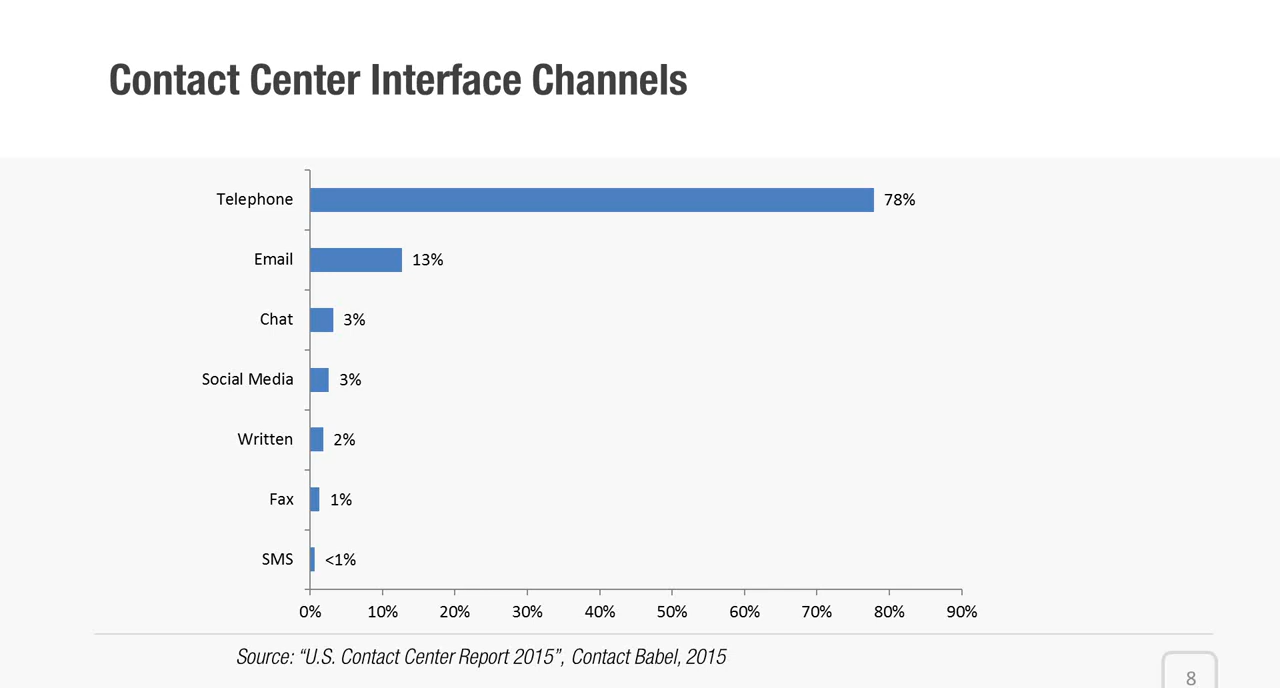 Contact Center Interface Channels
Telephone 78%
Email 13%
Chat 3%
Social Media 3%
Written 2%
Fax 1%
SMS <1%
0% 10% 20% 30% 40% 50% 60% 70% 80% 90%
Source: “U.S. Contact Center Report 2015”, Contact Babel, 2015
8